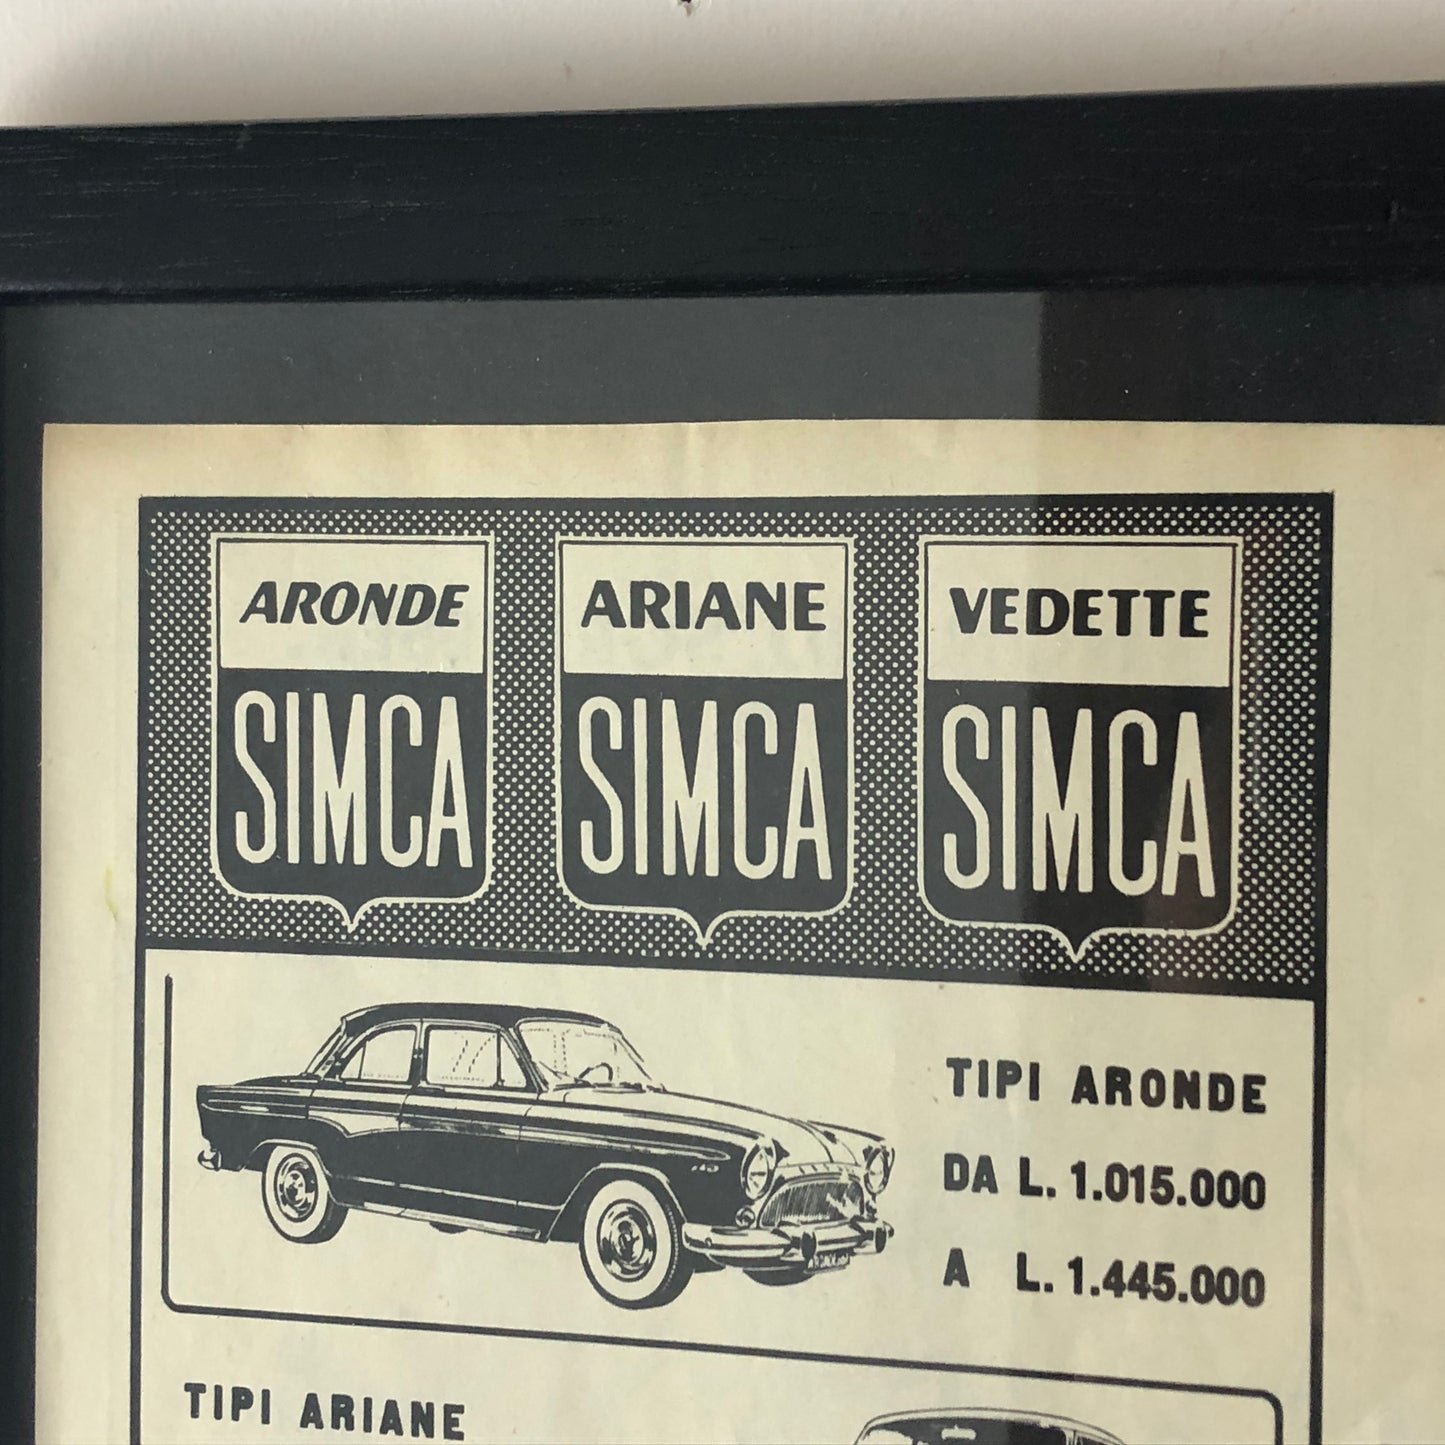 ARONDE
SIMCA
ARIANE
SIMCA
VEDETTE
SIMCA
TIPI ARONDE
DA L. 1.015.000
A L. 1.445.000
TIPI ARIANE